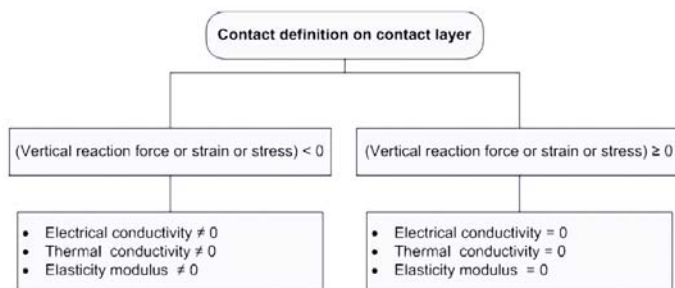 Contact definition on contact layer
(Vertical reaction force or strain or stress) < 0
(Vertical reaction force or strain or stress) ≥ 0
• Electrical conductivity ≠ 0
• Thermal conductivity ≠ 0
• Elasticity modulus ≠ 0
• Electrical conductivity = 0
• Thermal conductivity = 0
• Elasticity modulus = 0